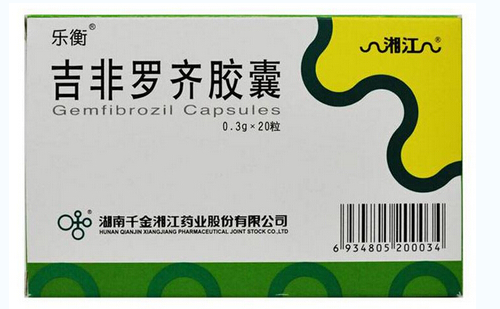 乐衡®
湘江®
吉非罗齐胶囊
Gemfibrozil Capsules
0.3g×20粒
湖南千金湘江药业股份有限公司
HUNAN QIANJIN XIANGJIANG PHARMACEUTICAL JOINT STOCK CO.,LTD
6 934805 200034